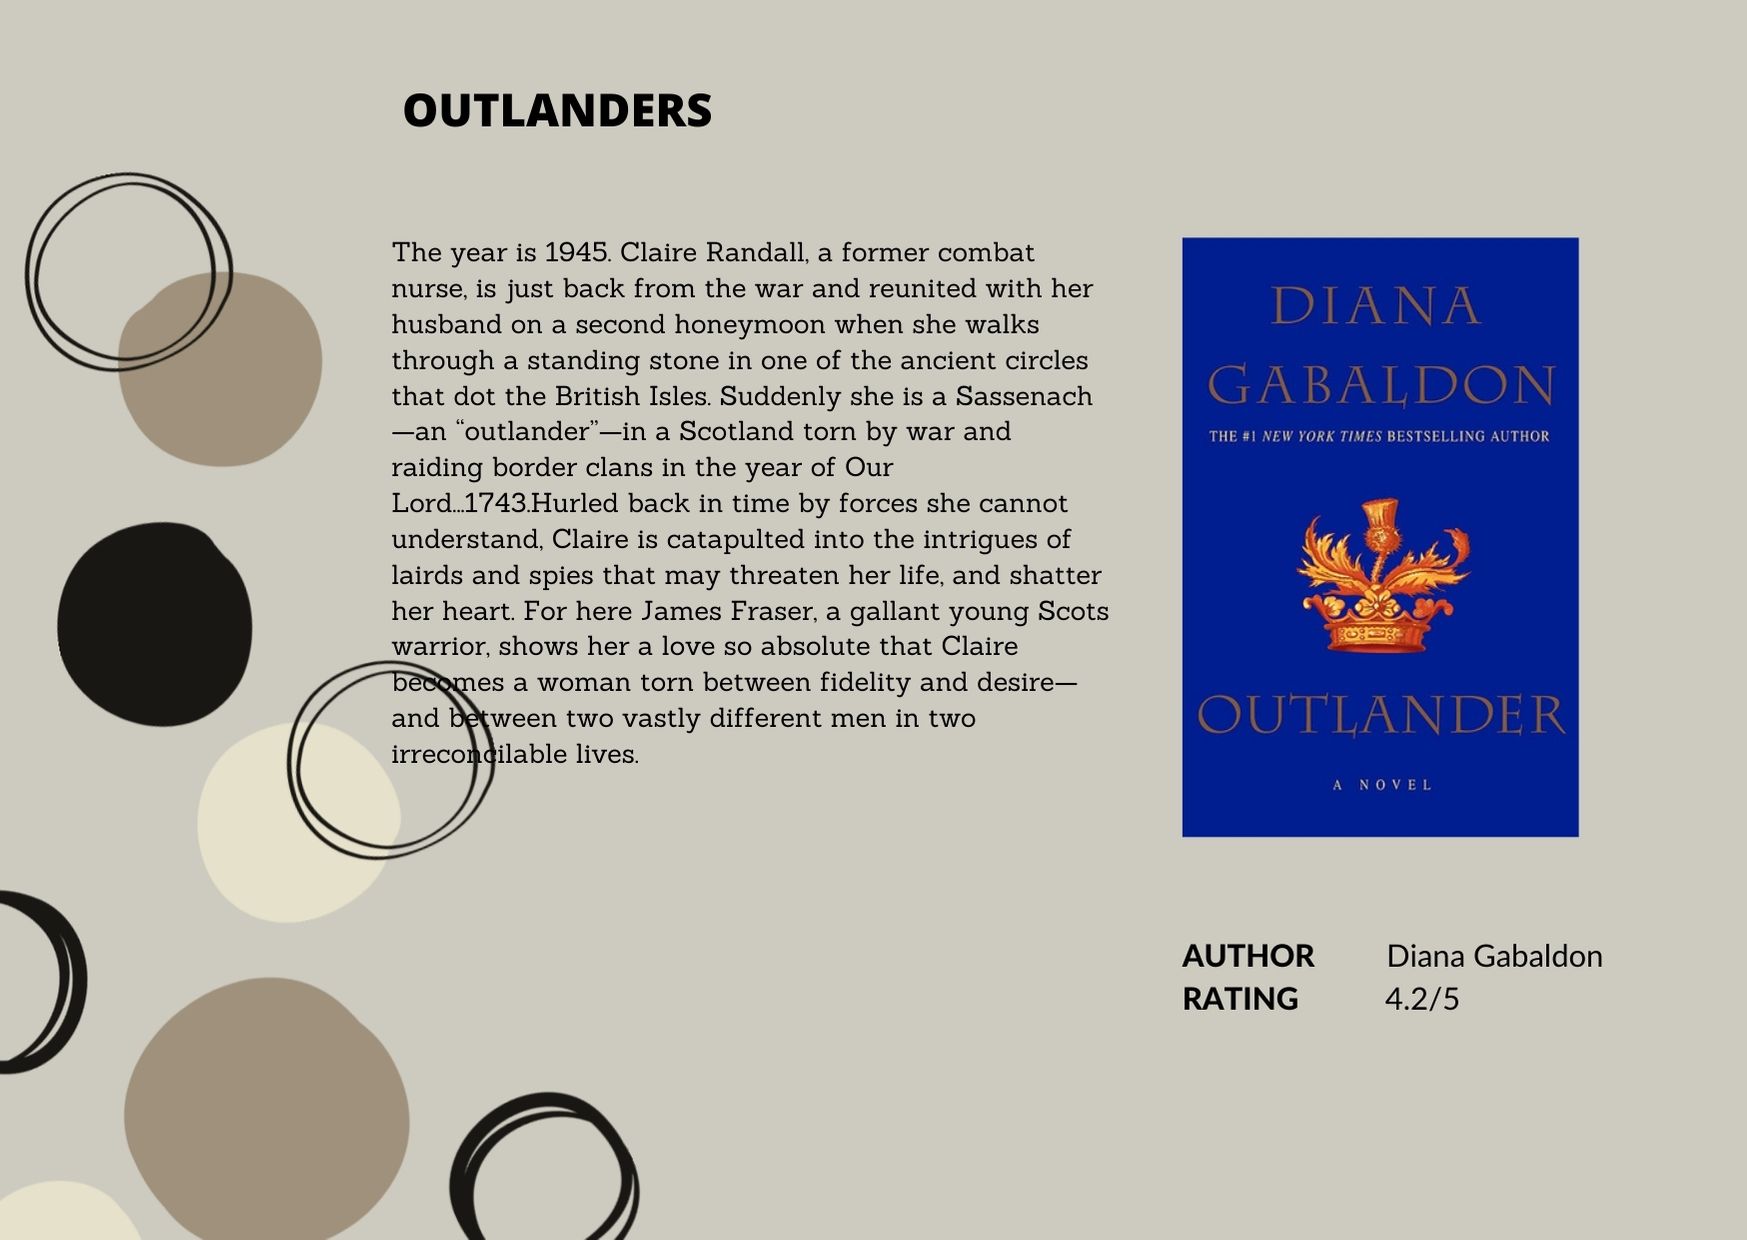 OUTLANDERS
The year is 1945. Claire Randall, a former combat
nurse, is just back from the war and reunited with her
husband on a second honeymoon when she walks
through a standing stone in one of the ancient circles
that dot the British Isles. Suddenly she is a Sassenach
—an “outlander”—in a Scotland torn by war and
raiding border clans in the year of Our
Lord...1743.Hurled back in time by forces she cannot
understand, Claire is catapulted into the intrigues of
lairds and spies that may threaten her life, and shatter
her heart. For here James Fraser, a gallant young Scots
warrior, shows her a love so absolute that Claire
becomes a woman torn between fidelity and desire—
and between two vastly different men in two
irreconcilable lives.
DIANA
GABALDON
THE #1 NEW YORK TIMES BESTSELLING AUTHOR
OUTLANDER
A NOVEL
AUTHOR Diana Gabaldon
RATING 4.2/5